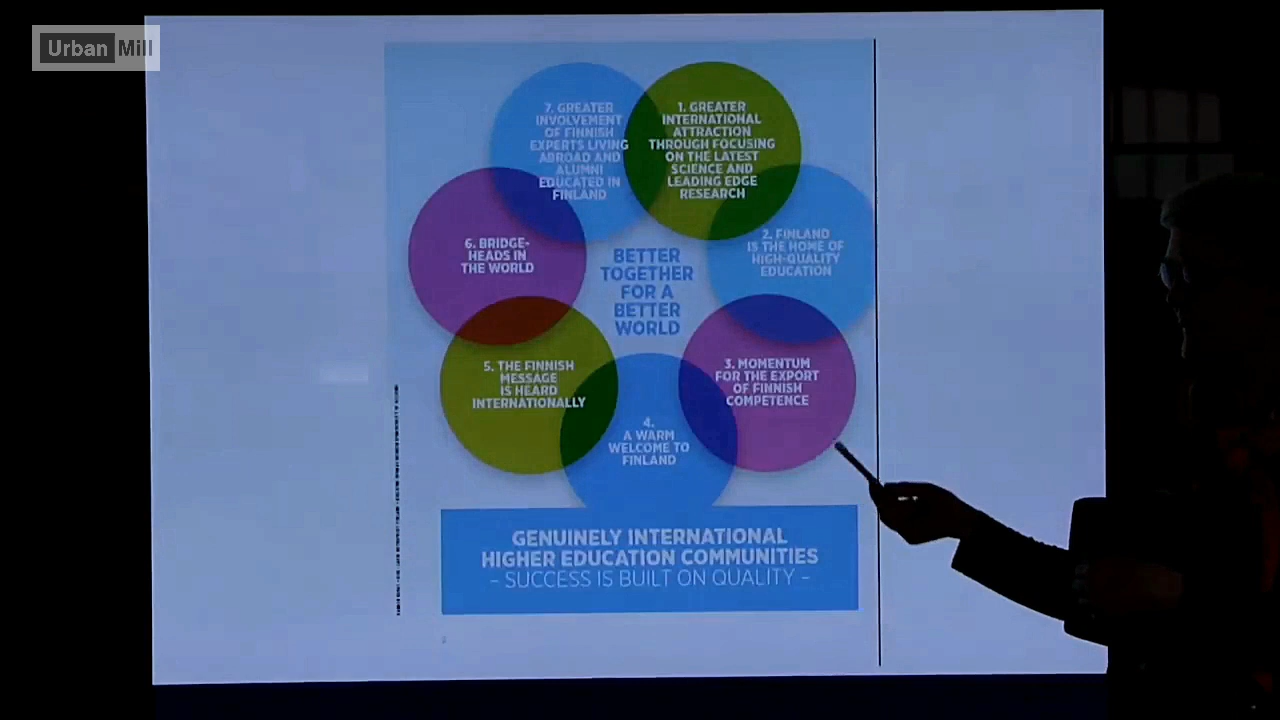 Urban Mill
7. GREATER
INVOLVEMENT
OF FINNISH
EXPERTS LIVING
ABROAD AND
ALUMNI
EDUCATED IN
FINLAND
1. GREATER
INTERNATIONAL
ATTRACTION
THROUGH FOCUSING
ON THE LATEST
SCIENCE AND
LEADING EDGE
RESEARCH
2. FINLAND
IS THE HOME OF
HIGH-QUALITY
EDUCATION
6. BRIDGE-
HEADS IN
THE WORLD
BETTER
TOGETHER
FOR A
BETTER
WORLD
3. MOMENTUM
FOR THE EXPORT
OF FINNISH
COMPETENCE
5. THE FINNISH
MESSAGE
IS HEARD
INTERNATIONALLY
4.
A WARM
WELCOME TO
FINLAND
GENUINELY INTERNATIONAL
HIGHER EDUCATION COMMUNITIES
– SUCCESS IS BUILT ON QUALITY –